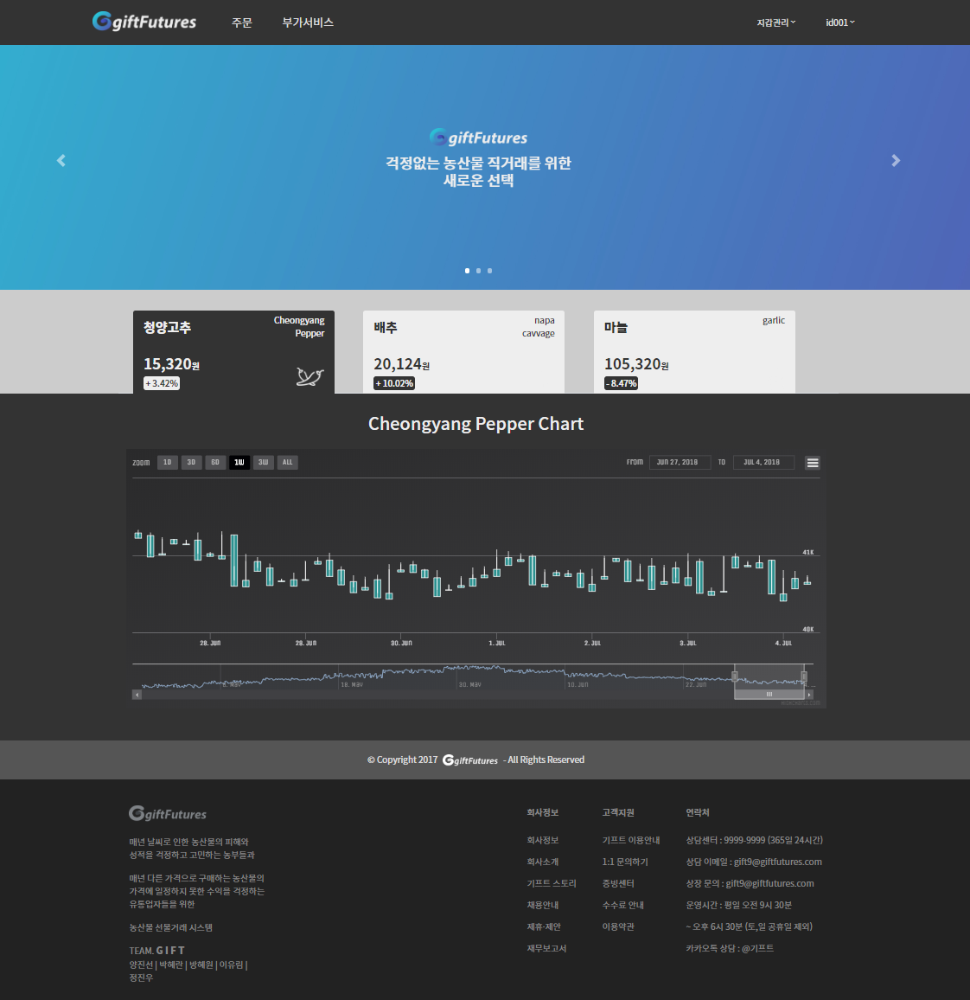 giftFutures 주문 부가서비스 지갑관리 id001
giftFutures
걱정없는 농산물 직거래를 위한
새로운 선택
청양고추 Cheongyang
Pepper
15,320원
+ 3.42%
배추 napa
cavvage
20,124원
+ 10.02%
마늘 garlic
105,320원
- 8.47%
Cheongyang Pepper Chart
Zoom 1D 3D 6D 1W 3W ALL From Jun 27, 2018 To Jul 4, 2018
41K
40K
28. Jun 29. Jun 30. Jun 1. Jul 2. Jul 3. Jul 4. Jul
6. May 18. May 30. May 10. Jun 22. Jun
© Copyright 2017 giftFutures - All Rights Reserved
giftFutures
매년 날씨로 인한 농산물의 피해와
성적을 걱정하고 고민하는 농부들과
매년 다른 가격으로 구매하는 농산물의
가격에 일정하지 못한 수익을 걱정하는
유통업자들을 위한
농산물 선물거래 시스템
TEAM. GIFT
양진선 | 박혜란 | 방혜원 | 이유림 |
정진우
회사정보
회사정보
회사소개
기프트 스토리
채용안내
제휴·제안
재무보고서
고객지원
기프트 이용안내
1:1 문의하기
증빙센터
수수료 안내
이용약관
연락처
상담센터 : 9999-9999 (365일 24시간)
상담 이메일 : gift9@giftfutures.com
상장 문의 : gift9@giftfutures.com
운영시간 : 평일 오전 9시 30분
~ 오후 6시 30분 (토,일 공휴일 제외)
카카오톡 상담 : @기프트